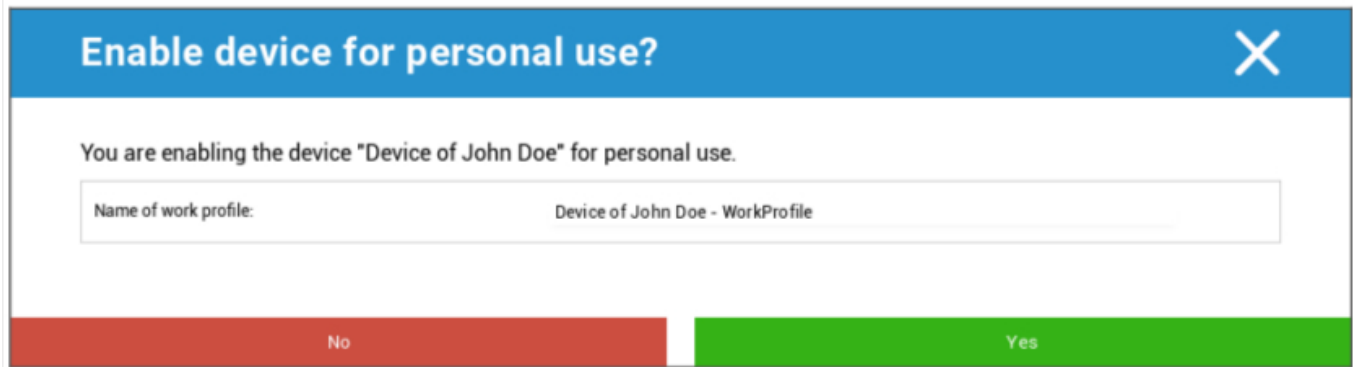 Enable device for personal use?
You are enabling the device "Device of John Doe" for personal use.
Name of work profile: Device of John Doe - WorkProfile
No Yes